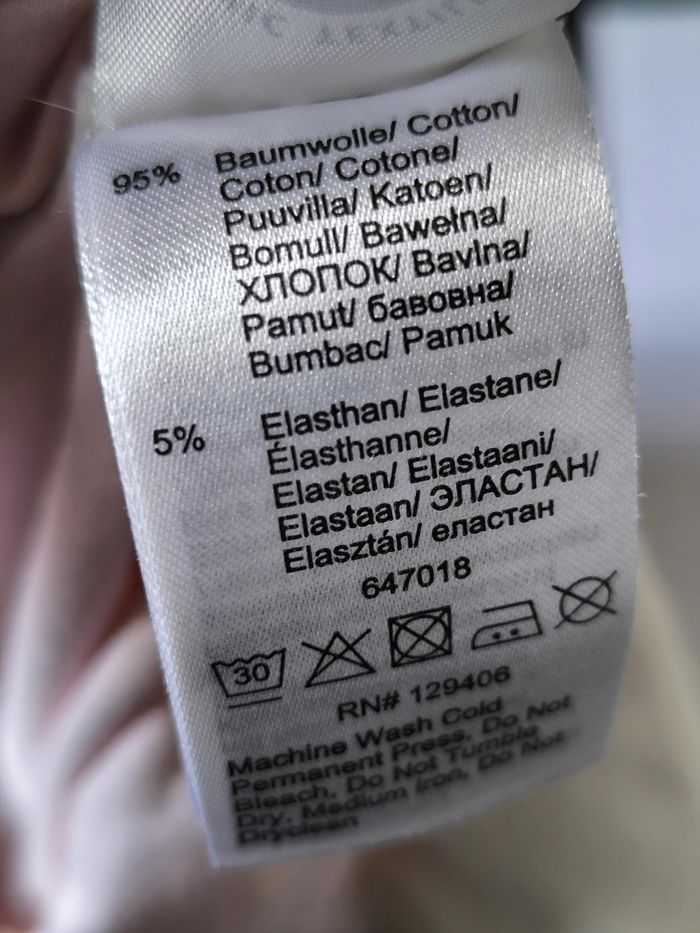 95% Baumwolle/ Cotton/
Coton/ Cotone/
Puuvilla/ Katoen/
Bomull/ Bawełna/
ХЛОПОК/ Bavlna/
Pamut/ бавовна/
Bumbac/ Pamuk
5% Elasthan/ Elastane/
Élasthanne/
Elastan/ Elastaani/
Elastaan/ ЭЛАСТАН/
Elasztán/ еластан
647018
30
RN# 129406
Machine Wash Cold
Permanent Press, Do Not
Bleach, Do Not Tumble
Dry, Medium Iron, Do Not
Dryclean